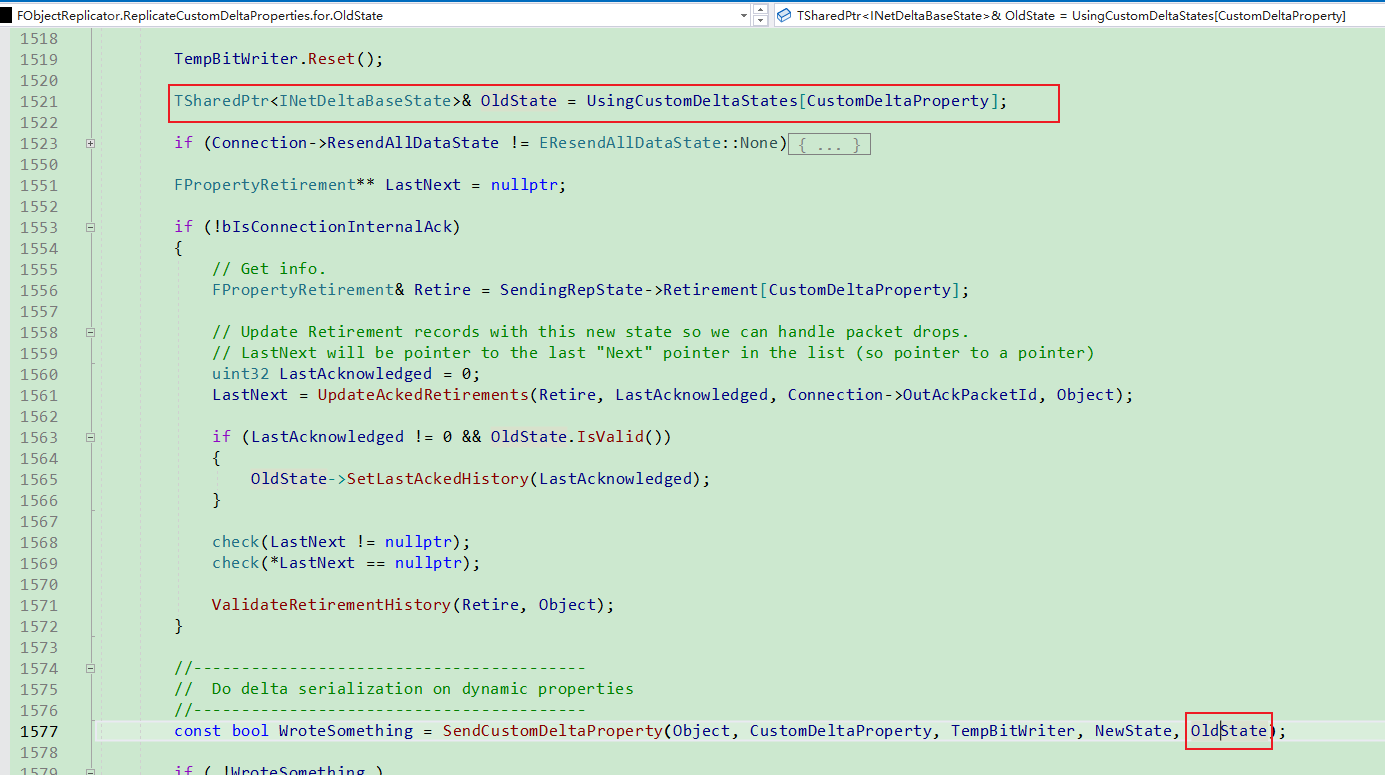 FObjectReplicator.ReplicateCustomDeltaProperties.for.OldState
TSharedPtr<INetDeltaBaseState>& OldState = UsingCustomDeltaStates[CustomDeltaProperty]
1518
1519 TempBitWriter.Reset();
1520
1521 TSharedPtr<INetDeltaBaseState>& OldState = UsingCustomDeltaStates[CustomDeltaProperty];
1522
1523 if (Connection->ResendAllDataState != EResendAllDataState::None){ ... }
1550
1551 FPropertyRetirement** LastNext = nullptr;
1552
1553 if (!bIsConnectionInternalAck)
1554 {
1555 // Get info.
1556 FPropertyRetirement& Retire = SendingRepState->Retirement[CustomDeltaProperty];
1557
1558 // Update Retirement records with this new state so we can handle packet drops.
1559 // LastNext will be pointer to the last "Next" pointer in the list (so pointer to a pointer)
1560 uint32 LastAcknowledged = 0;
1561 LastNext = UpdateAckedRetirements(Retire, LastAcknowledged, Connection->OutAckPacketId, Object);
1562
1563 if (LastAcknowledged != 0 && OldState.IsValid())
1564 {
1565 OldState->SetLastAckedHistory(LastAcknowledged);
1566 }
1567
1568 check(LastNext != nullptr);
1569 check(*LastNext == nullptr);
1570
1571 ValidateRetirementHistory(Retire, Object);
1572 }
1573
1574 //-----------------------------------------
1575 // Do delta serialization on dynamic properties
1576 //-----------------------------------------
1577 const bool WroteSomething = SendCustomDeltaProperty(Object, CustomDeltaProperty, TempBitWriter, NewState, OldState);
1578
1579 if ( !WroteSomething )